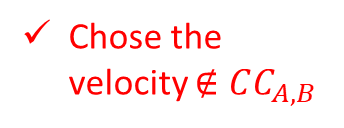 ✓ Chose the
velocity ∉ CC_{A,B}